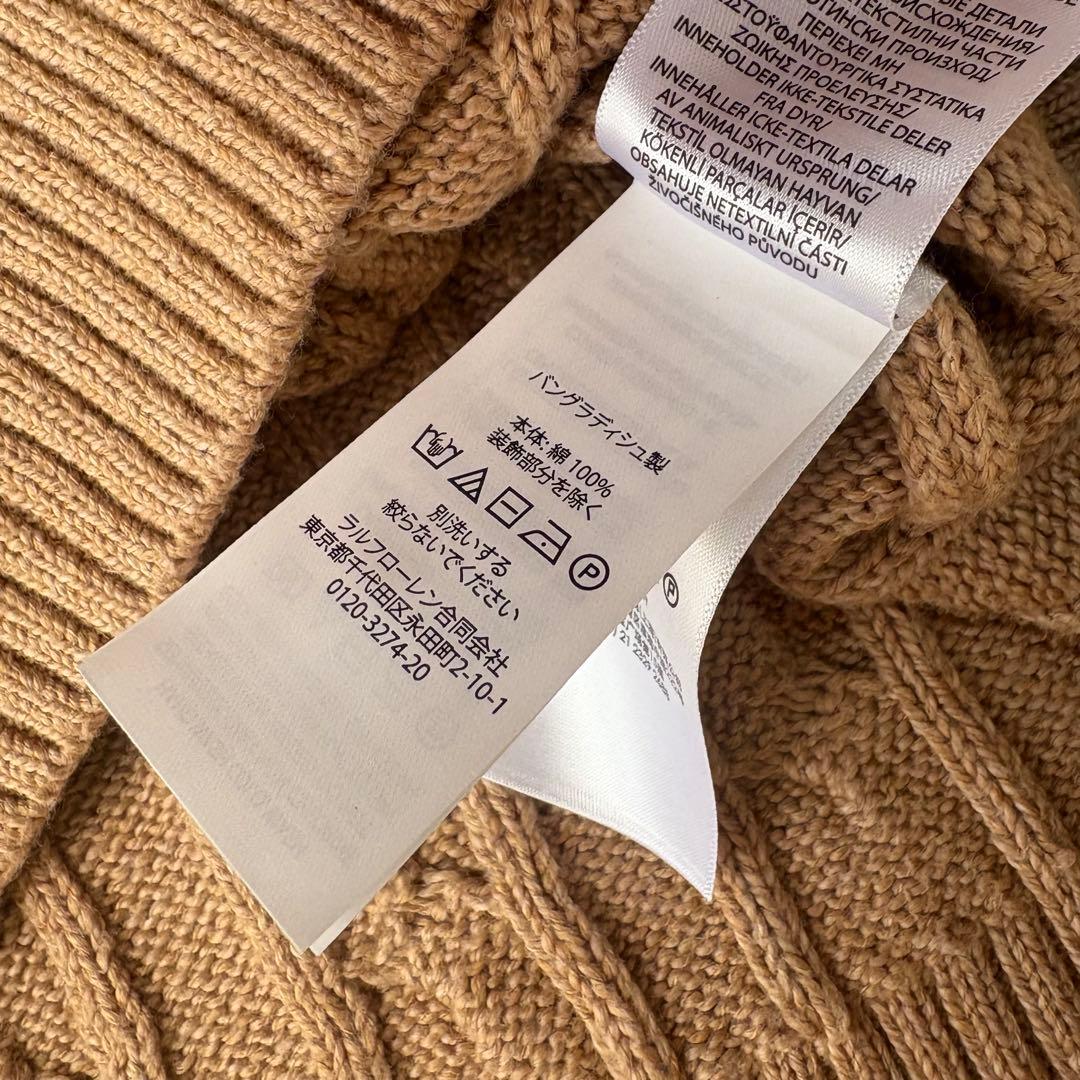 ЫЕ ДЕТАЛИ
ОИСХОЖДЕНИЯ/
ТЕКСТИЛНИ ЧАСТИ
ОТИНСКИ ПРОИЗХОД/
ΠΕΡΙΕΧΕΙ ΜΗ
ΙΣΤΟΫΦΑΝΤΟΥΡΓΙΚΑ ΣΥΣΤΑΤΙΚΑ
ΖΩΙΚΗΣ ΠΡΟΕΛΕΥΣΗΣ/
INNEHOLDER IKKE-TEKSTILE DELER
FRA DYR/
INNEHÅLLER ICKE-TEXTILA DELAR
AV ANIMALISKT URSPRUNG/
TEKSTİL OLMAYAN HAYVAN
KÖKENLİ PARÇALAR İÇERİR/
OBSAHUJE NETEXTILNÍ ČÁSTI
ŽIVOČIŠNÉHO PŮVODU
バングラディシュ製
本体: 綿 100%
装飾部分を除く
P
別洗いする
絞らないでください
ラルフローレン合同会社
東京都千代田区永田町2-10-1
0120-3274-20
P